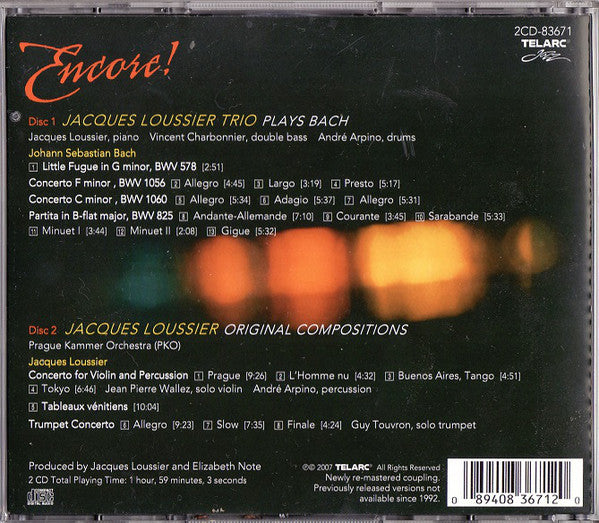 2CD-83671
TELARC
Jazz
Encore!
Disc 1 JACQUES LOUSSIER TRIO PLAYS BACH
Jacques Loussier, piano Vincent Charbonnier, double bass André Arpino, drums
Johann Sebastian Bach
1 Little Fugue in G minor, BWV 578 [2:51]
Concerto F minor , BWV 1056 2 Allegro [4:45] 3 Largo [3:19] 4 Presto [5:17]
Concerto C minor , BWV 1060 5 Allegro [5:34] 6 Adagio [5:37] 7 Allegro [5:31]
Partita in B-flat major, BWV 825 8 Andante-Allemande [7:10] 9 Courante [3:45] 10 Sarabande [5:33]
11 Minuet I [3:44] 12 Minuet II [2:08] 13 Gigue [5:32]
Disc 2 JACQUES LOUSSIER ORIGINAL COMPOSITIONS
Prague Kammer Orchestra (PKO)
Jacques Loussier
Concerto for Violin and Percussion 1 Prague [9:26] 2 L'Homme nu [4:32] 3 Buenos Aires, Tango [4:51]
4 Tokyo [6:46] Jean Pierre Wallez, solo violin André Arpino, percussion
5 Tableaux vénitiens [10:04]
Trumpet Concerto 6 Allegro [9:23] 7 Slow [7:35] 8 Finale [4:24] Guy Touvron, solo trumpet
Produced by Jacques Loussier and Elizabeth Note
2 CD Total Playing Time: 1 hour, 59 minutes, 3 seconds
COMPACT
disc
DIGITAL AUDIO
℗© 2007 TELARC® All Rights Reserved
Newly re-mastered coupling.
Previously released versions not
available since 1992.
0 89408 36712 0